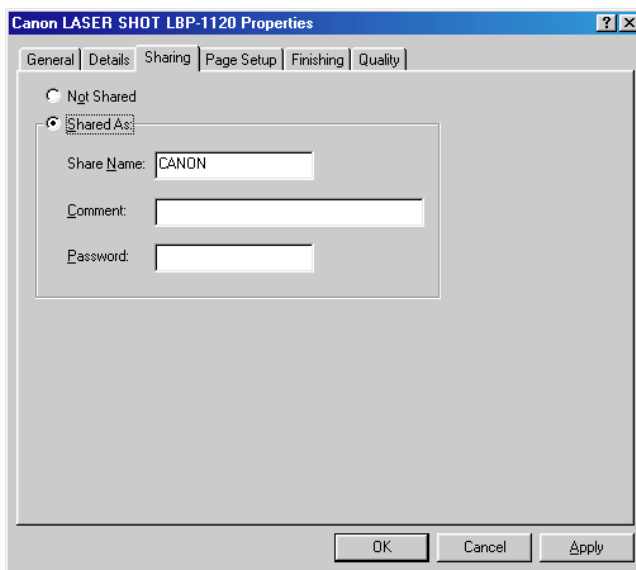 Canon LASER SHOT LBP-1120 Properties
General Details Sharing Page Setup Finishing Quality
Not Shared
Shared As:
Share Name: CANON
Comment:
Password:
OK Cancel Apply